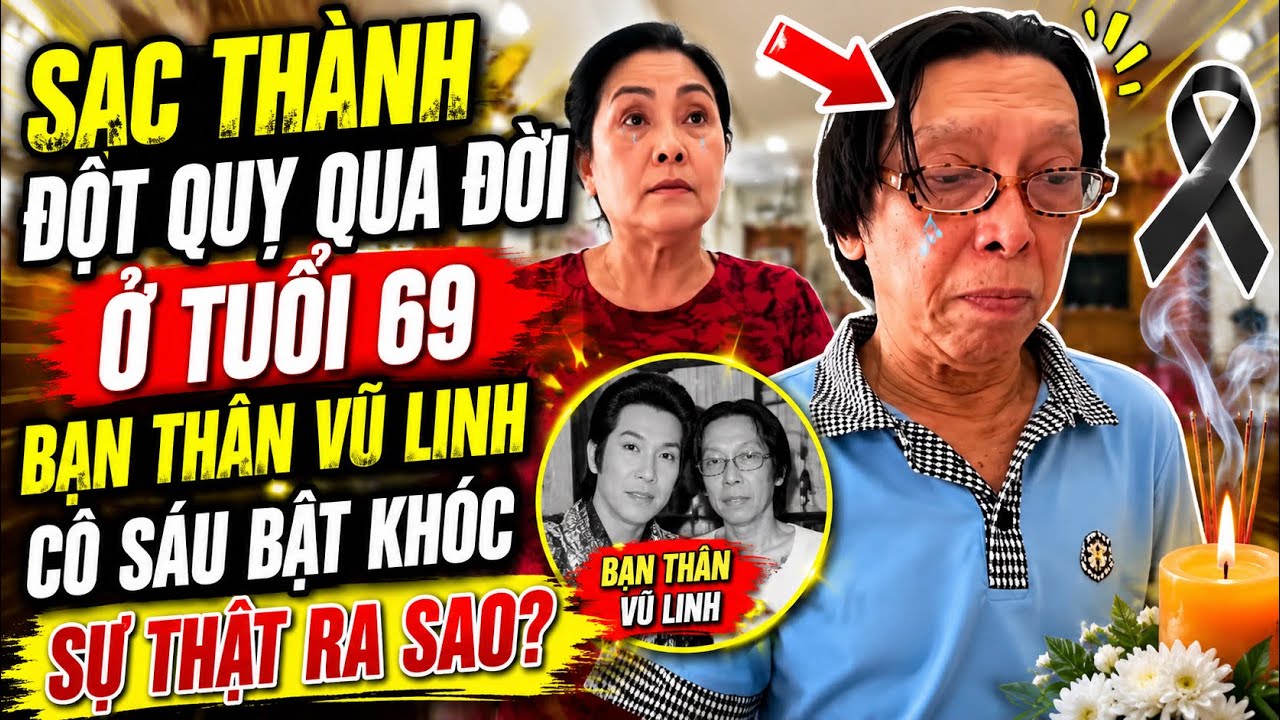 SẠC THÀNH
ĐỘT QUỴ QUA ĐỜI
Ở TUỔI 69
BẠN THÂN VŨ LINH
CÔ SÁU BẬT KHÓC
SỰ THẬT RA SAO?
BẠN THÂN
VŨ LINH